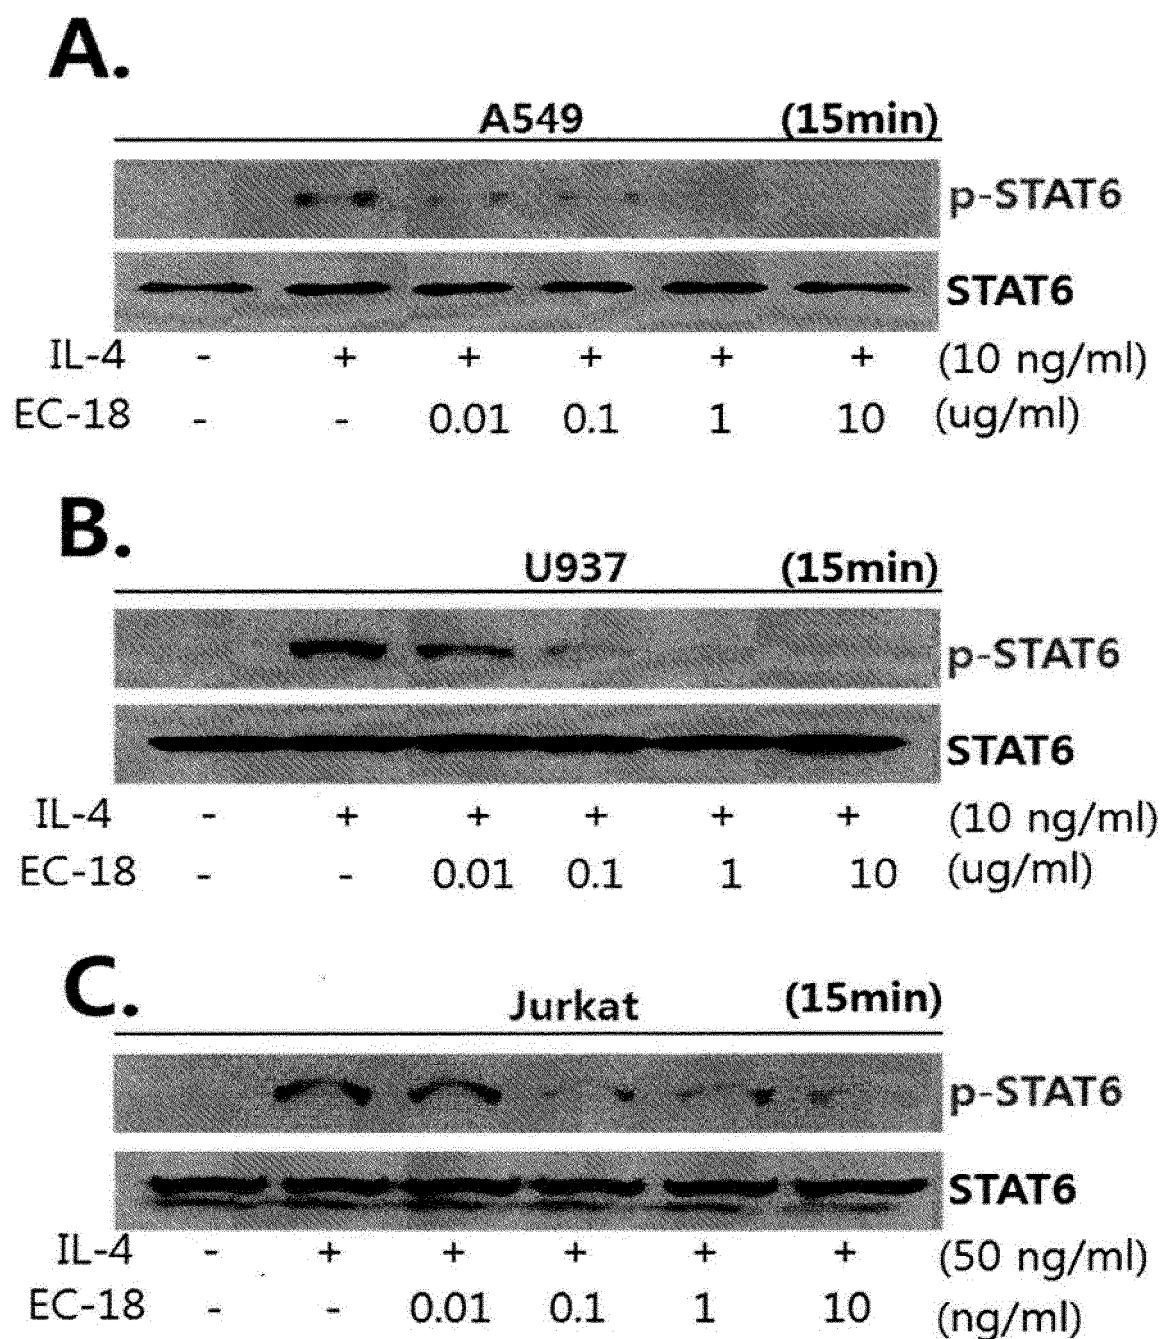 A.
A549 (15min)
p-STAT6
STAT6
IL-4 - + + + + + (10 ng/ml)
EC-18 - - 0.01 0.1 1 10 (ug/ml)
B.
U937 (15min)
p-STAT6
STAT6
IL-4 - + + + + + (10 ng/ml)
EC-18 - - 0.01 0.1 1 10 (ug/ml)
C.
Jurkat (15min)
p-STAT6
STAT6
IL-4 - + + + + + (50 ng/ml)
EC-18 - - 0.01 0.1 1 10 (ng/ml)